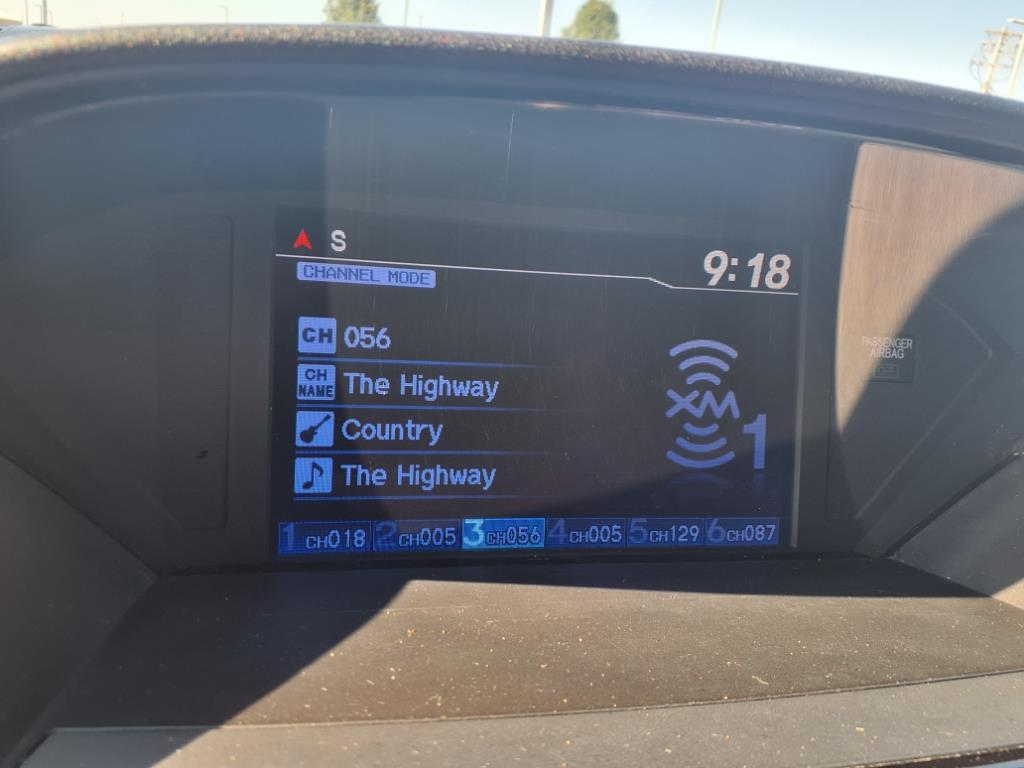 S
9:18
CHANNEL MODE
CH 056
CH NAME The Highway
Country
The Highway
XM 1
1 CH018 2 CH005 3 CH056 4 CH005 5 CH129 6 CH087
PASSENGER
AIRBAG
OFF